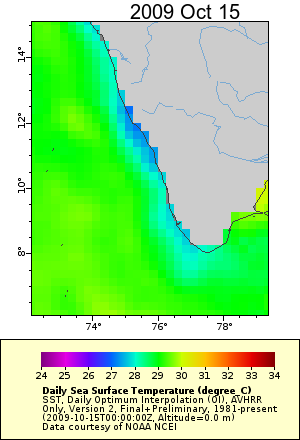 2009 Oct 15
14°
12°
10°
8°
74° 76° 78°
24 25 26 27 28 29 30 31 32 33 34
Daily Sea Surface Temperature (degree_C)
SST, Daily Optimum Interpolation (OI), AVHRR
Only, Version 2, Final+Preliminary, 1981-present
(2009-10-15T00:00:00Z, Altitude=0.0 m)
Data courtesy of NOAA NCEI